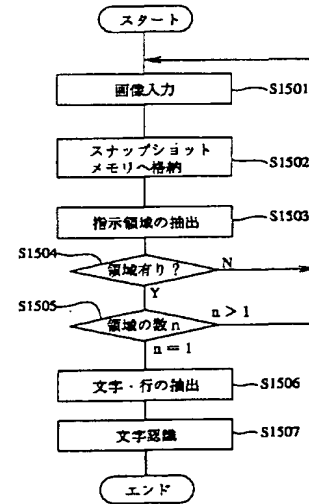 スタート
画像入力
S1501
スナップショット
メモリへ格納
S1502
指示領域の抽出
S1503
S1504
領域有り?
N
Y
S1505
領域の数n
n>1
n=1
文字・行の抽出
S1506
文字認識
S1507
エンド